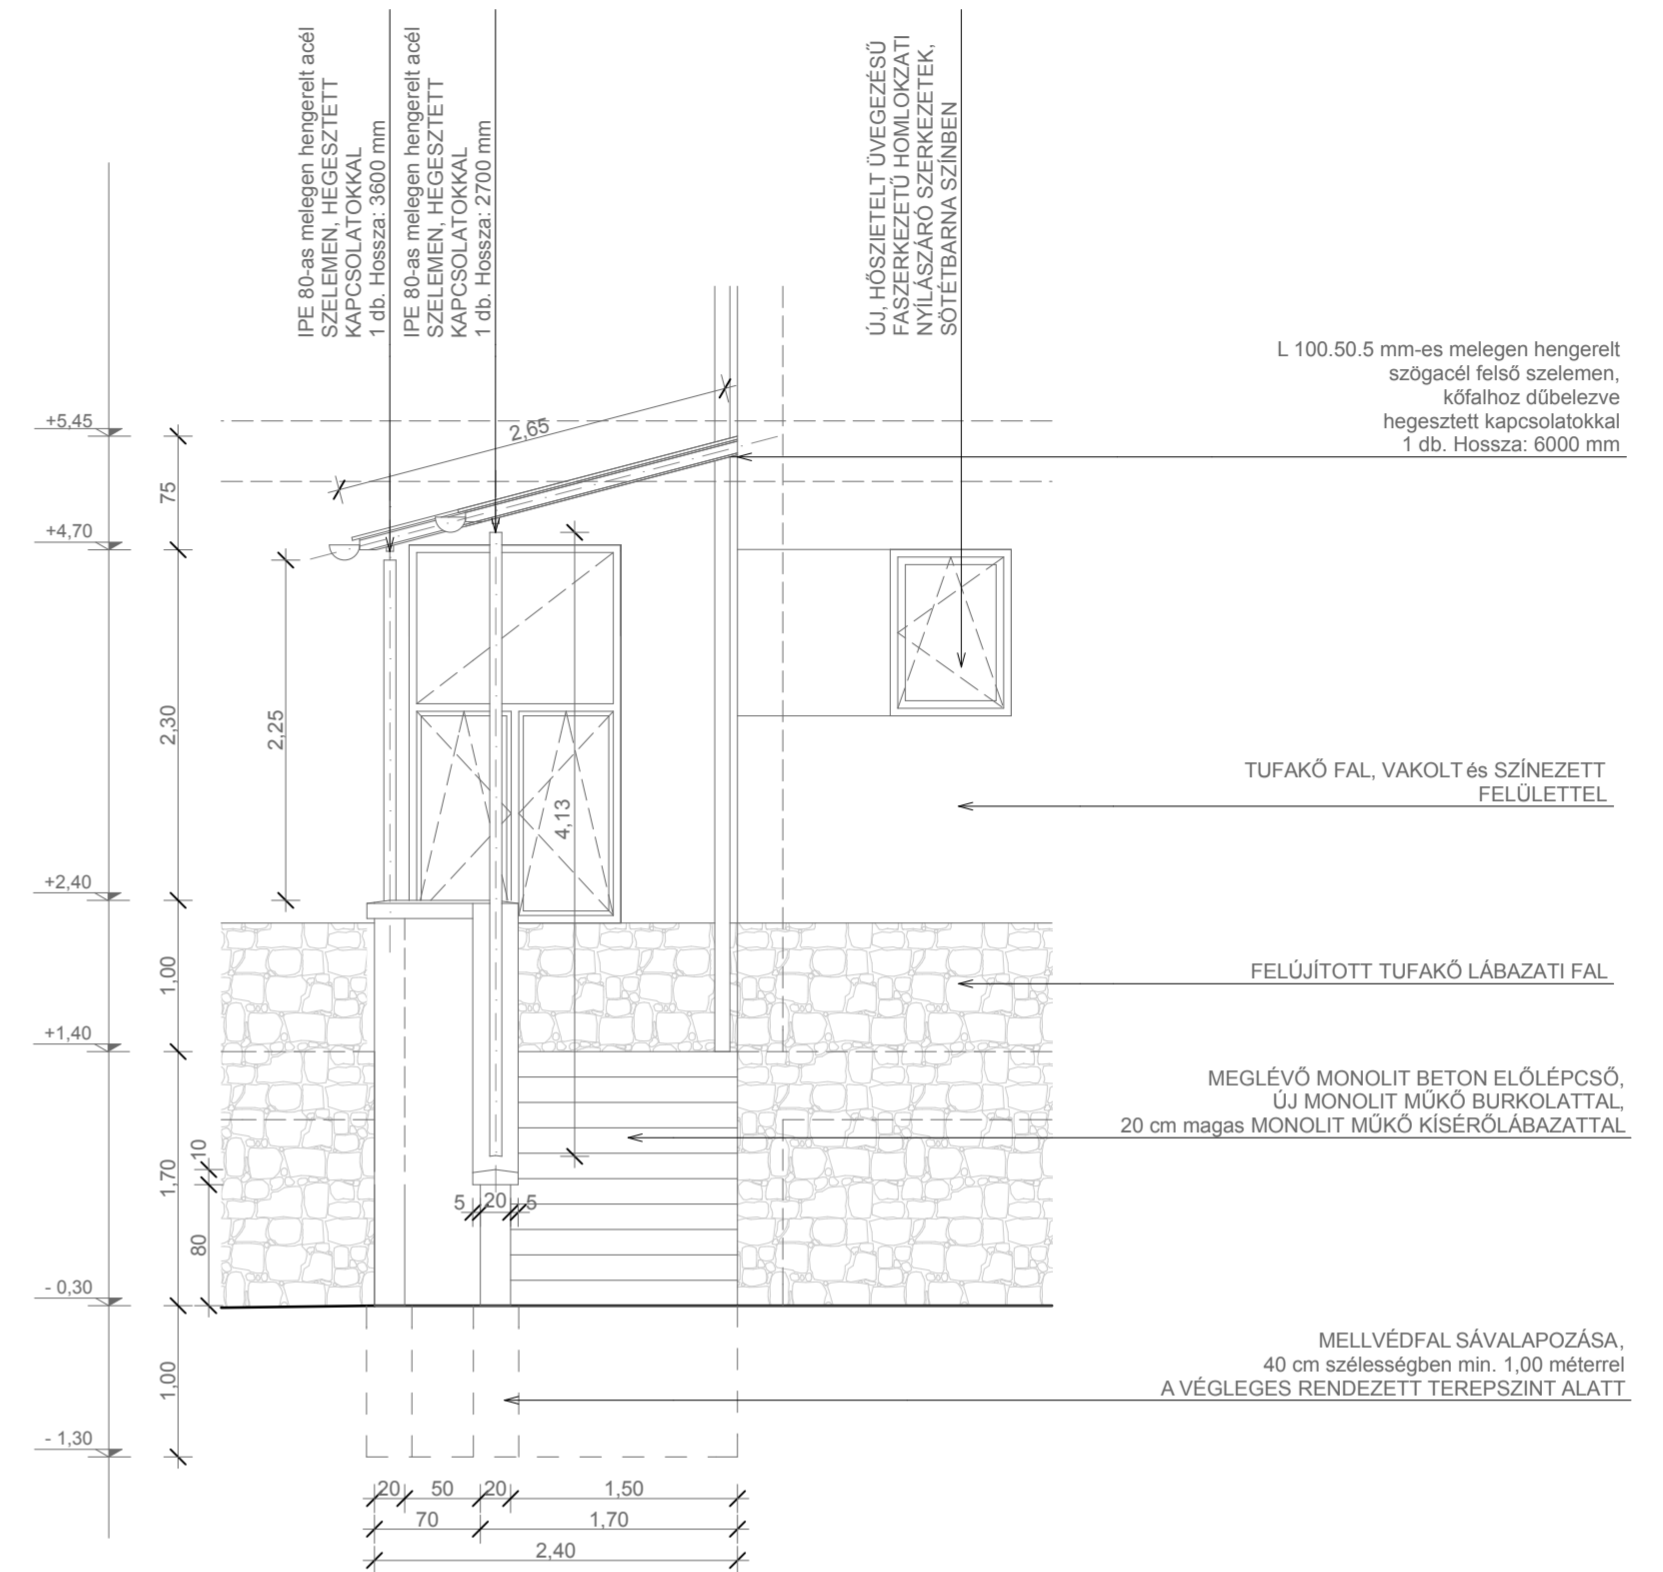 IPE 80-as melegen hengerelt acél
SZELEMEN, HEGESZTETT
KAPCSOLATOKKAL
1 db. Hossza: 3600 mm
IPE 80-as melegen hengerelt acél
SZELEMEN, HEGESZTETT
KAPCSOLATOKKAL
1 db. Hossza: 2700 mm
ÚJ, HŐSZIETELT ÜVEGEZÉSŰ
FASZERKEZETŰ HOMLOKZATI
NYÍLÁSZÁRÓ SZERKEZETEK,
SÖTÉTBARNA SZÍNBEN
L 100.50.5 mm-es melegen hengerelt
szögacél felső szelemen,
kőfalhoz dűbelezve
hegesztett kapcsolatokkal
1 db. Hossza: 6000 mm
+5,45
2,65
75
+4,70
2,30
2,25
TUFAKŐ FAL, VAKOLT és SZÍNEZETT
FELÜLETTEL
4,13
+2,40
1,00
FELÚJÍTOTT TUFAKŐ LÁBAZATI FAL
+1,40
MEGLÉVŐ MONOLIT BETON ELŐLÉPCSŐ,
ÚJ MONOLIT MŰKŐ BURKOLATTAL,
20 cm magas MONOLIT MŰKŐ KÍSÉRŐLÁBAZATTAL
1,70
10
5 20 5
80
- 0,30
MELLVÉDFAL SÁVALAPOZÁSA,
40 cm szélességben min. 1,00 méterrel
A VÉGLEGES RENDEZETT TEREPSZINT ALATT
1,00
- 1,30
20 50 20 1,50
70 1,70
2,40